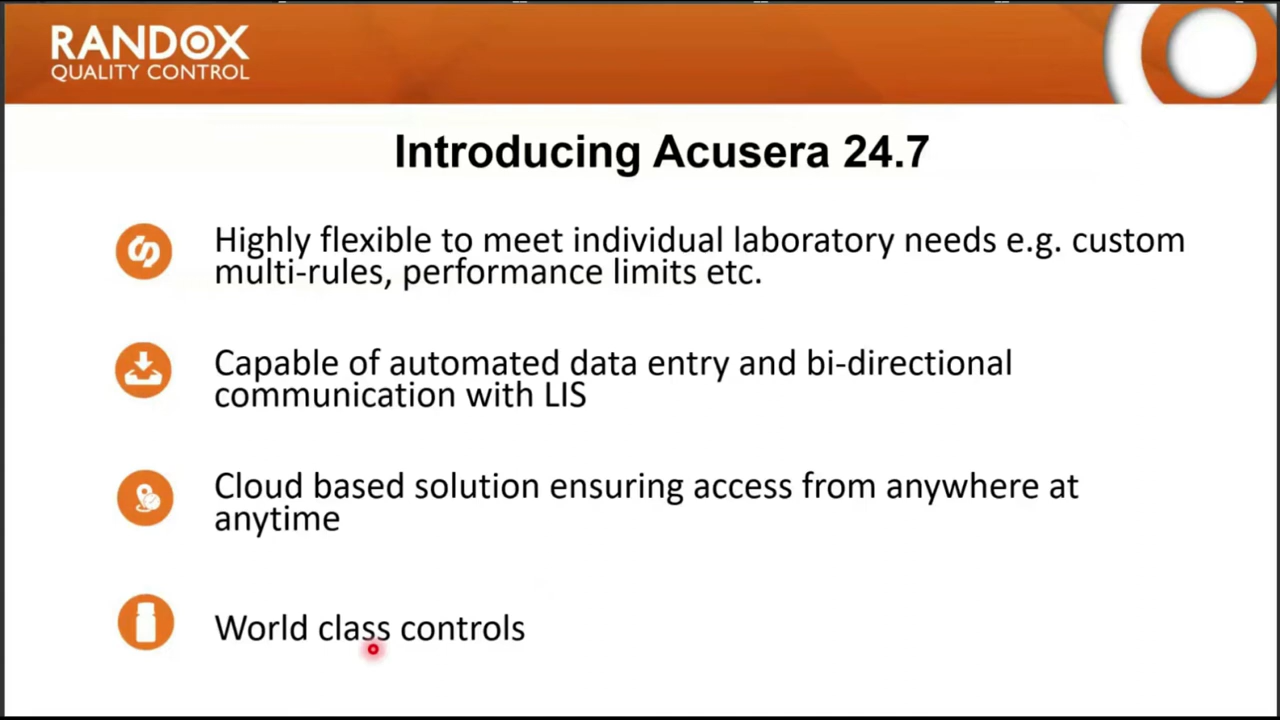 RANDOX
QUALITY CONTROL
Introducing Acusera 24.7
Highly flexible to meet individual laboratory needs e.g. custom
multi-rules, performance limits etc.
Capable of automated data entry and bi-directional
communication with LIS
Cloud based solution ensuring access from anywhere at
anytime
World class controls